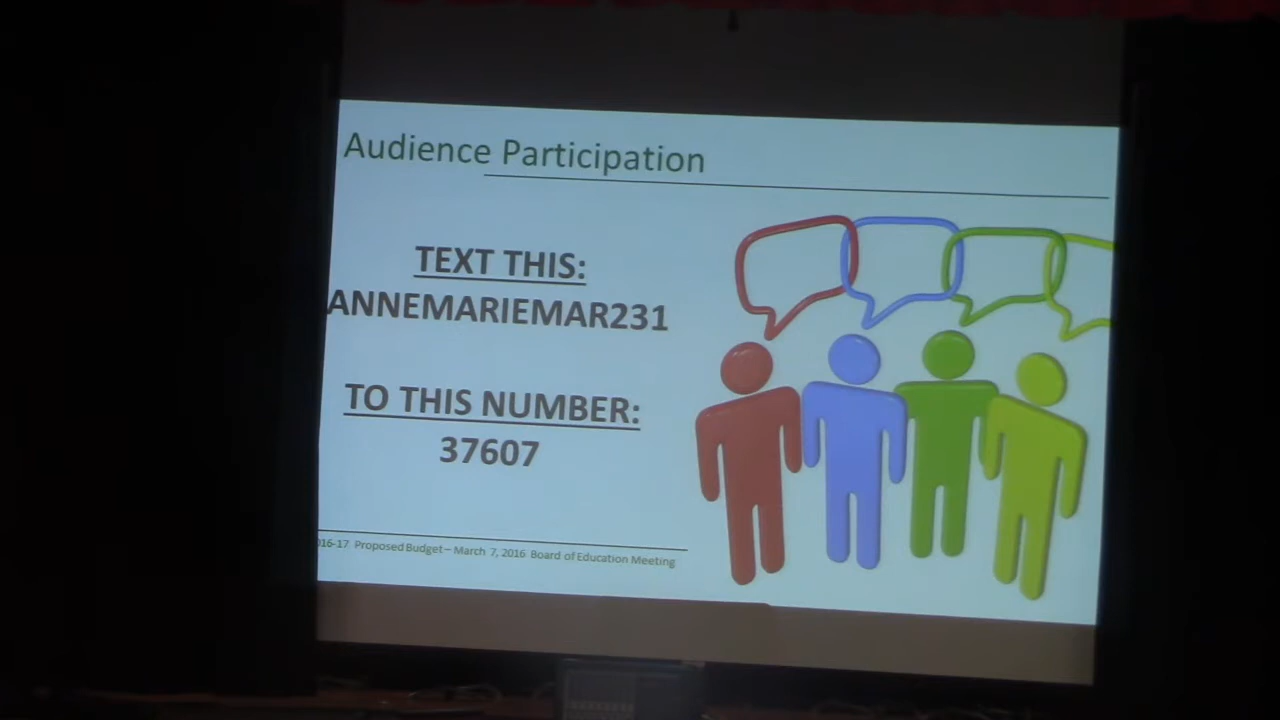 Audience Participation
TEXT THIS:
ANNEMARIEMAR231
TO THIS NUMBER:
37607
16-17 Proposed Budget – March 7, 2016 Board of Education Meeting